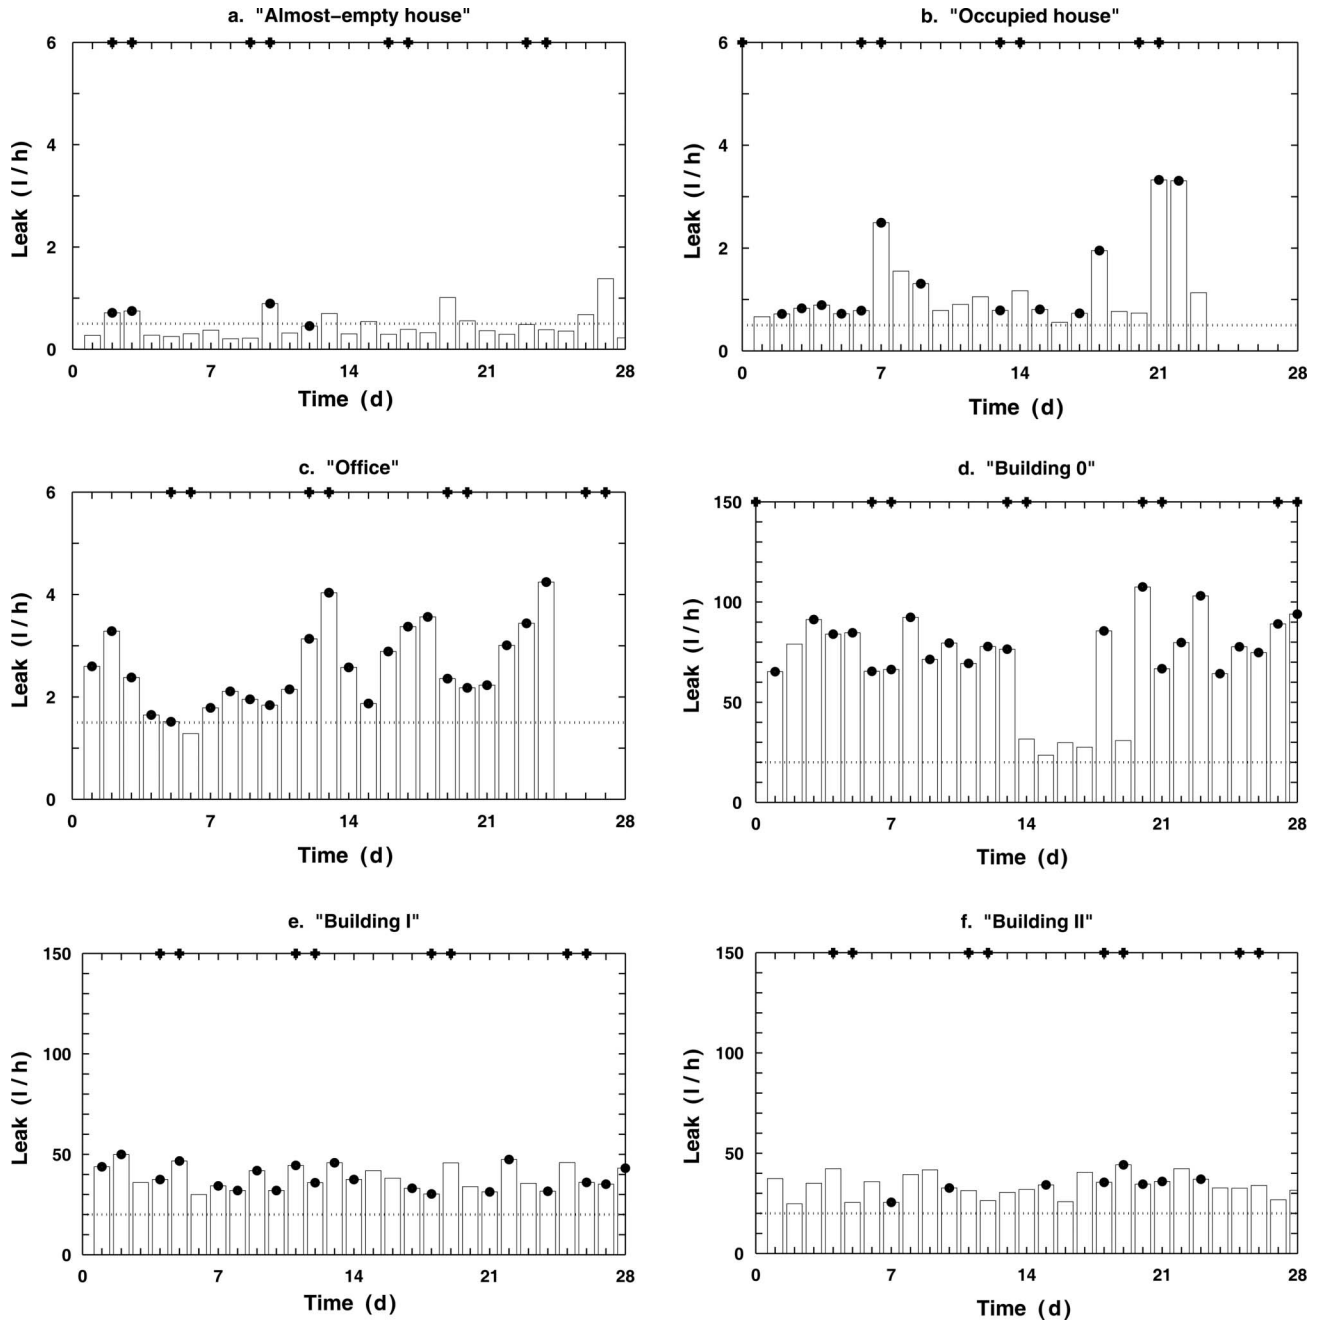 a. "Almost-empty house"
6
4
2
0
Leak (l/h)
0 7 14 21 28
Time (d)
b. "Occupied house"
6
4
2
0
Leak (l/h)
0 7 14 21 28
Time (d)
c. "Office"
6
4
2
0
Leak (l/h)
0 7 14 21 28
Time (d)
d. "Building 0"
150
100
50
0
Leak (l/h)
0 7 14 21 28
Time (d)
e. "Building I"
150
100
50
0
Leak (l/h)
0 7 14 21 28
Time (d)
f. "Building II"
150
100
50
0
Leak (l/h)
0 7 14 21 28
Time (d)